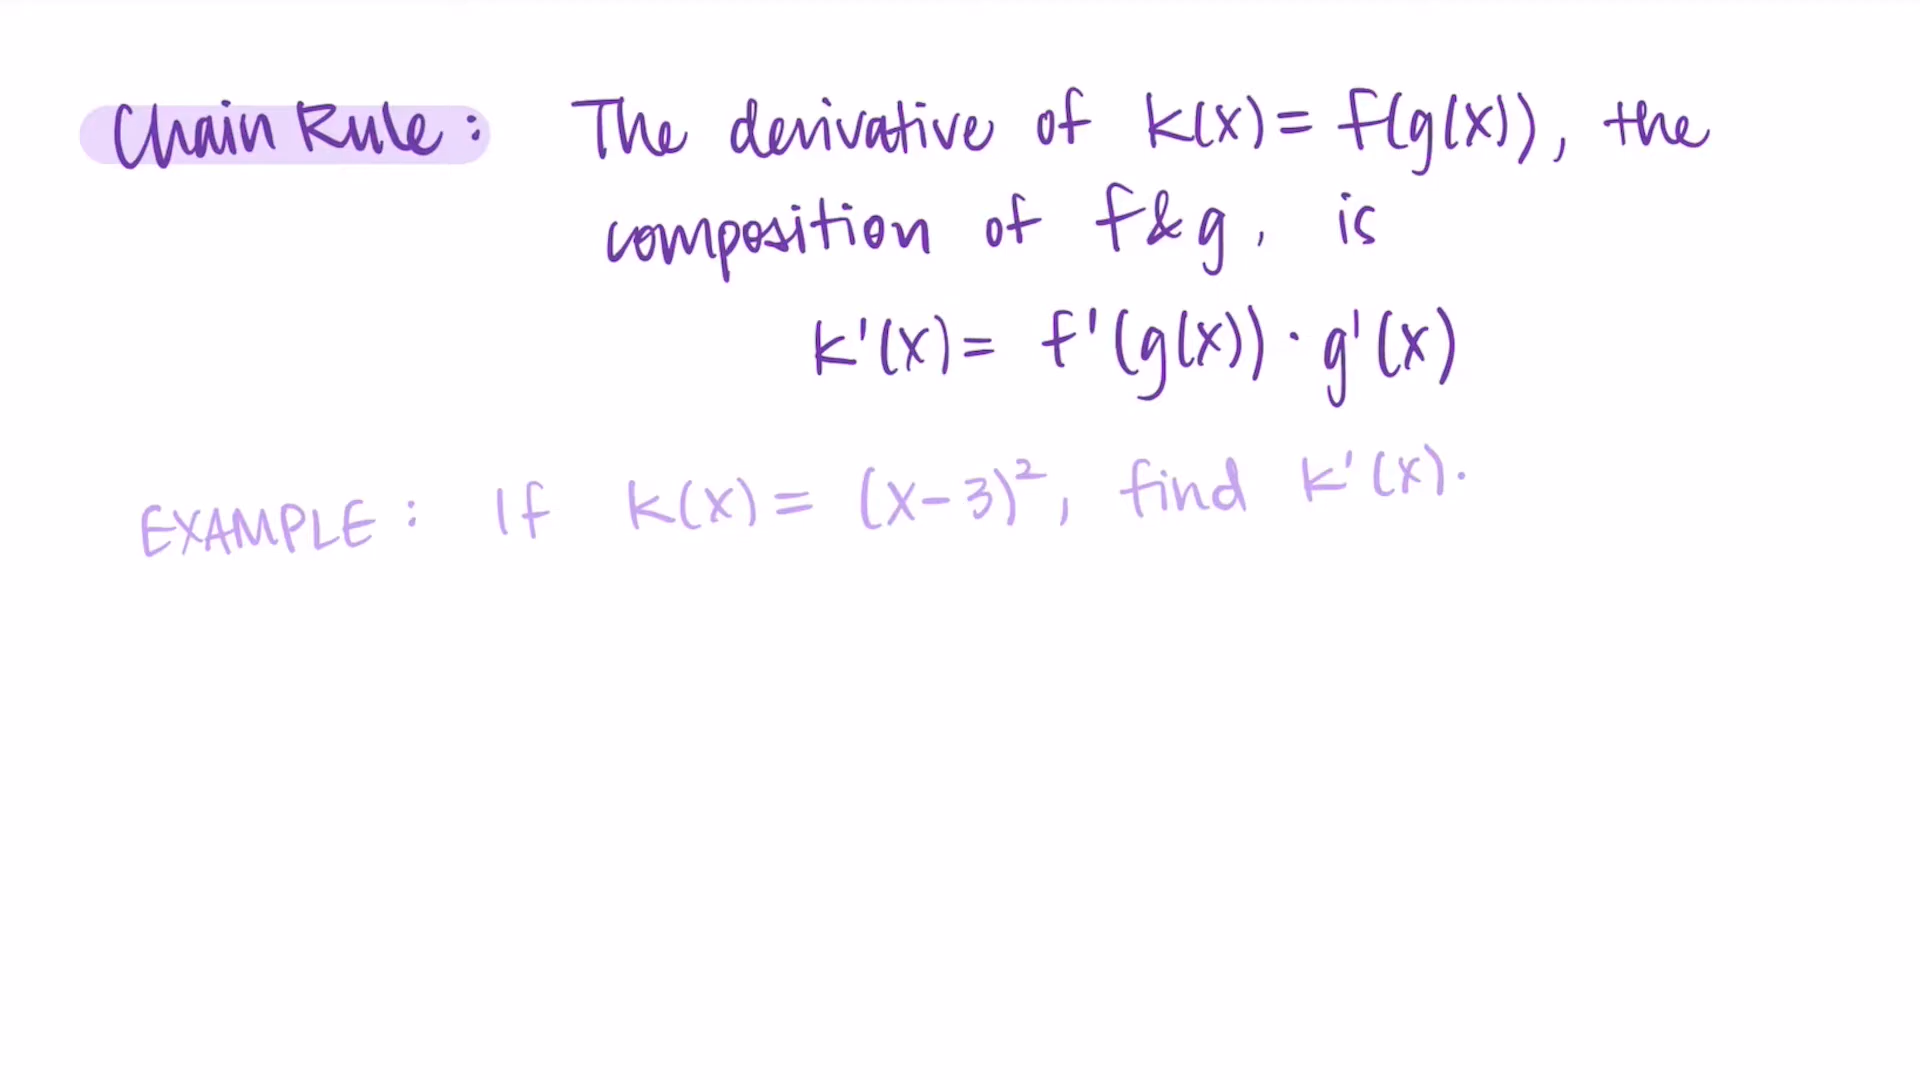 Chain Rule: The derivative of k(x) = f(g(x)), the
composition of f & g, is
k'(x) = f'(g(x)) · g'(x)
EXAMPLE: If k(x) = (x-3)², find k'(x).